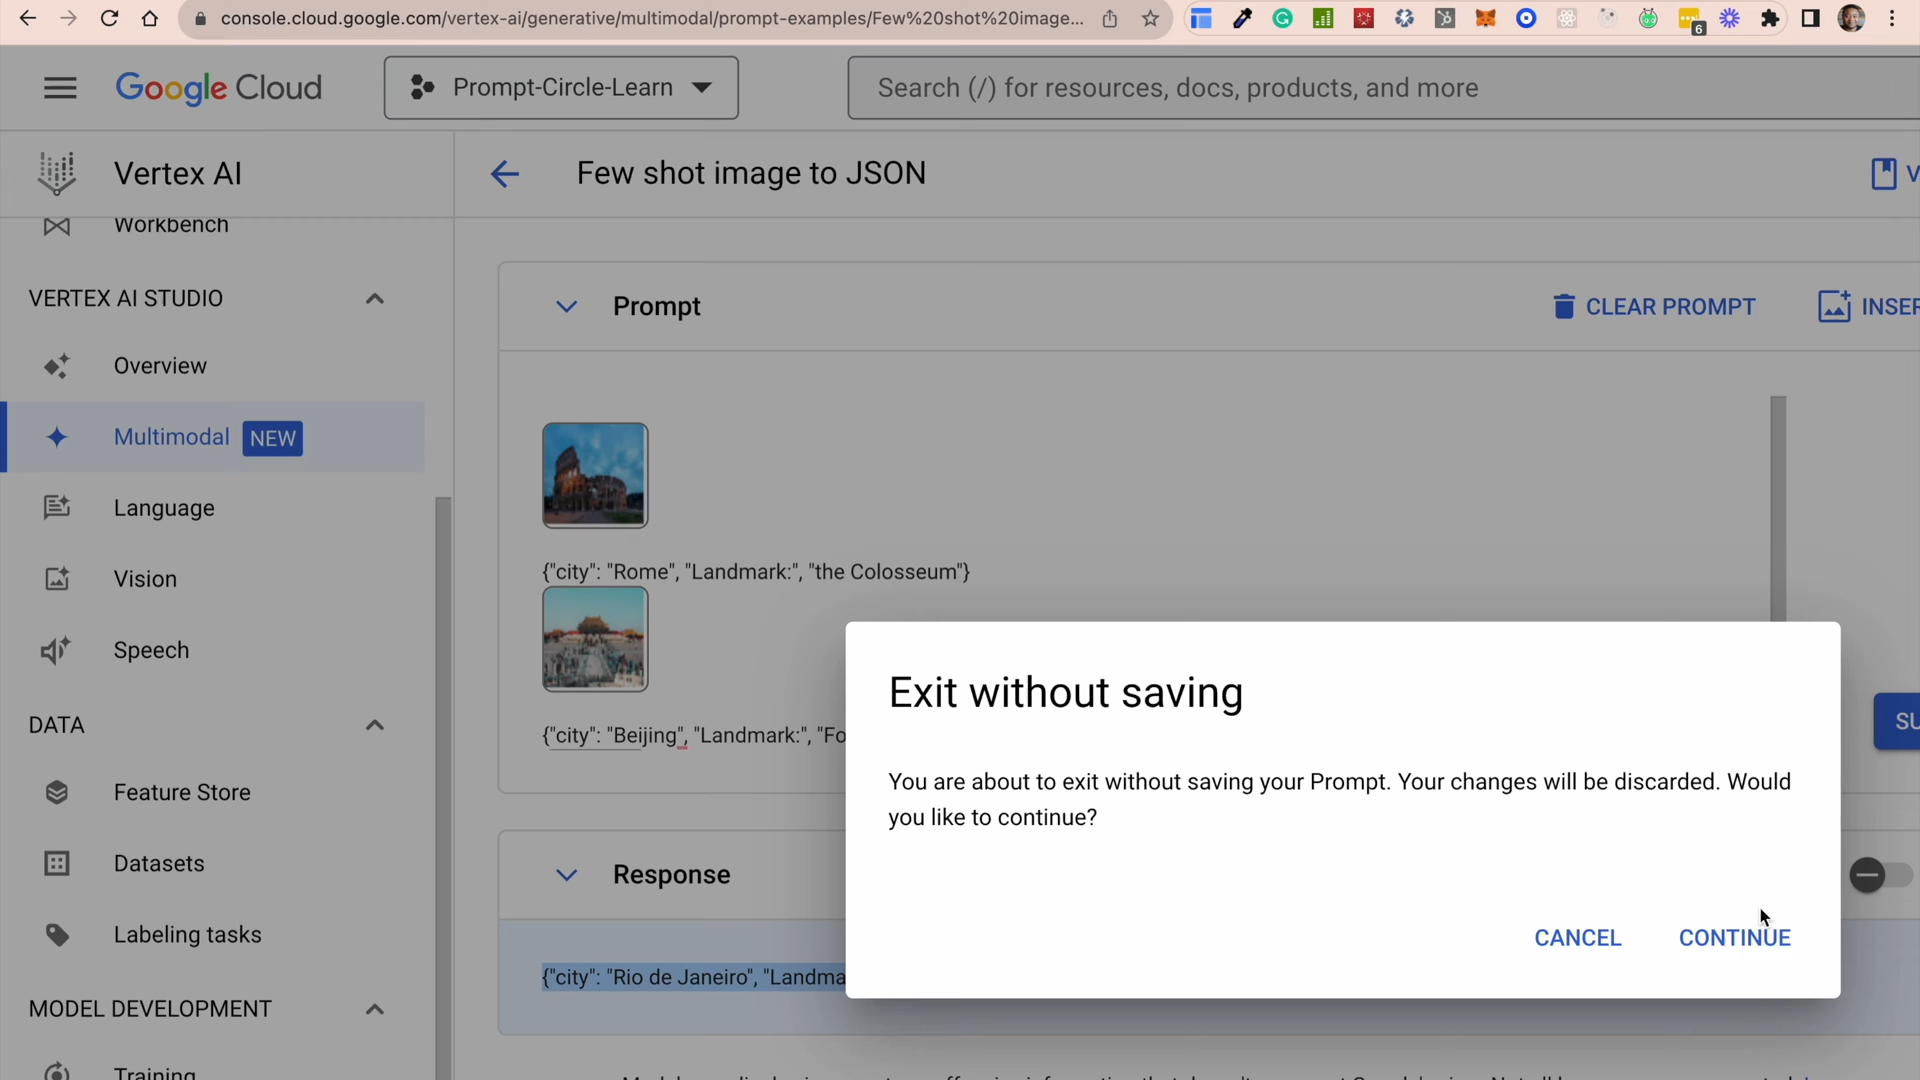 console.cloud.google.com/vertex-ai/generative/multimodal/prompt-examples/Few%20shot%20image...
6
Google Cloud
Prompt-Circle-Learn
Search (/) for resources, docs, products, and more
Vertex AI
Few shot image to JSON
Workbench
VERTEX AI STUDIO
Prompt
CLEAR PROMPT
INSER
Overview
Multimodal NEW
Language
{"city": "Rome", "Landmark:", "the Colosseum"}
Vision
Speech
Exit without saving
DATA
{"city": "Beijing", "Landmark:", "Fo
SU
You are about to exit without saving your Prompt. Your changes will be discarded. Would
you like to continue?
Feature Store
Datasets
Response
Labeling tasks
CANCEL
CONTINUE
{"city": "Rio de Janeiro", "Landma
MODEL DEVELOPMENT
Training